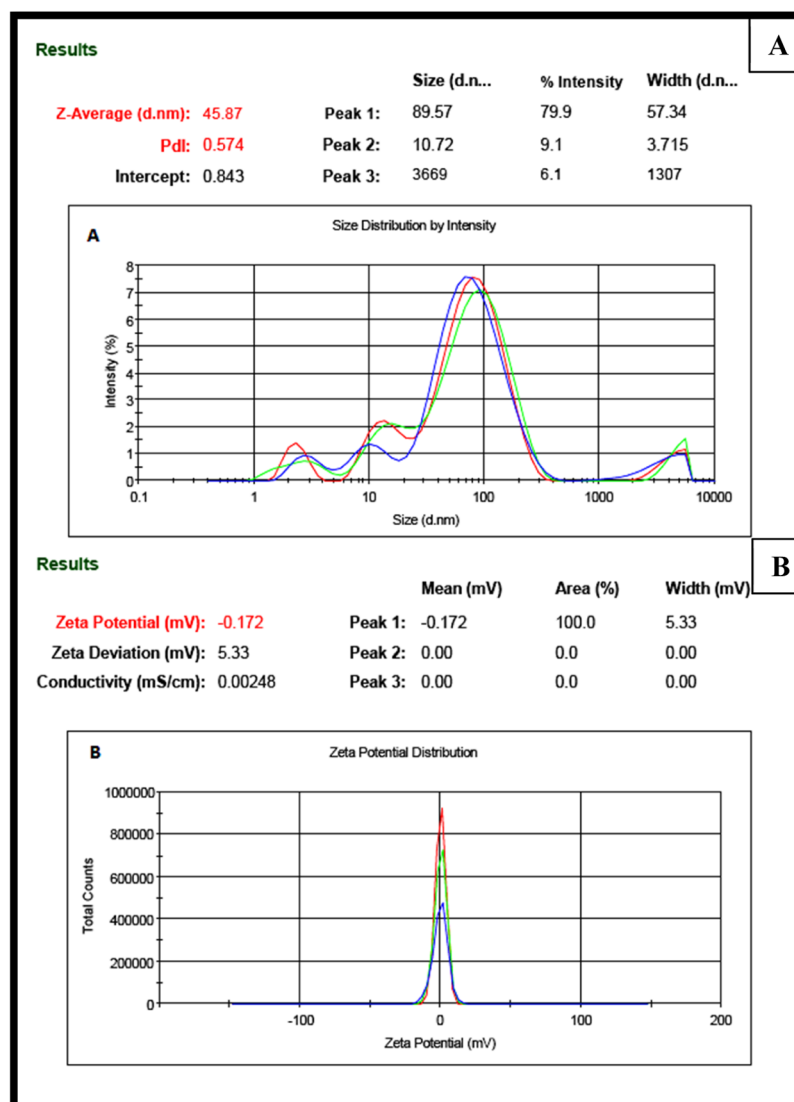 A
Results
Size (d.n... % Intensity Width (d.n...
Z-Average (d.nm): 45.87 Peak 1: 89.57 79.9 57.34
PdI: 0.574 Peak 2: 10.72 9.1 3.715
Intercept: 0.843 Peak 3: 3669 6.1 1307
A
Size Distribution by Intensity
8
7
6
5
4
3
2
1
0
Intensity (%)
0.1 1 10 100 1000 10000
Size (d.nm)
B
Results
Mean (mV) Area (%) Width (mV)
Zeta Potential (mV): -0.172 Peak 1: -0.172 100.0 5.33
Zeta Deviation (mV): 5.33 Peak 2: 0.00 0.0 0.00
Conductivity (mS/cm): 0.00248 Peak 3: 0.00 0.0 0.00
B
Zeta Potential Distribution
1000000
800000
600000
400000
200000
0
Total Counts
-100 0 100 200
Zeta Potential (mV)